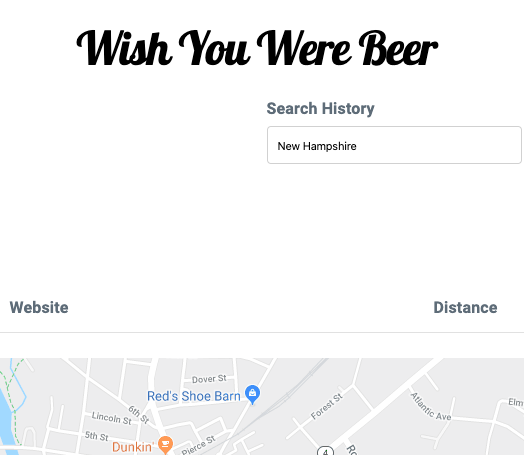 Wish You Were Beer
Search History
New Hampshire
Website
Distance
Dover St
Red's Shoe Barn
6th St
Lincoln St
5th St
Forest St
Atlantic Ave
Elm
Dunkin'
Pierce St
4